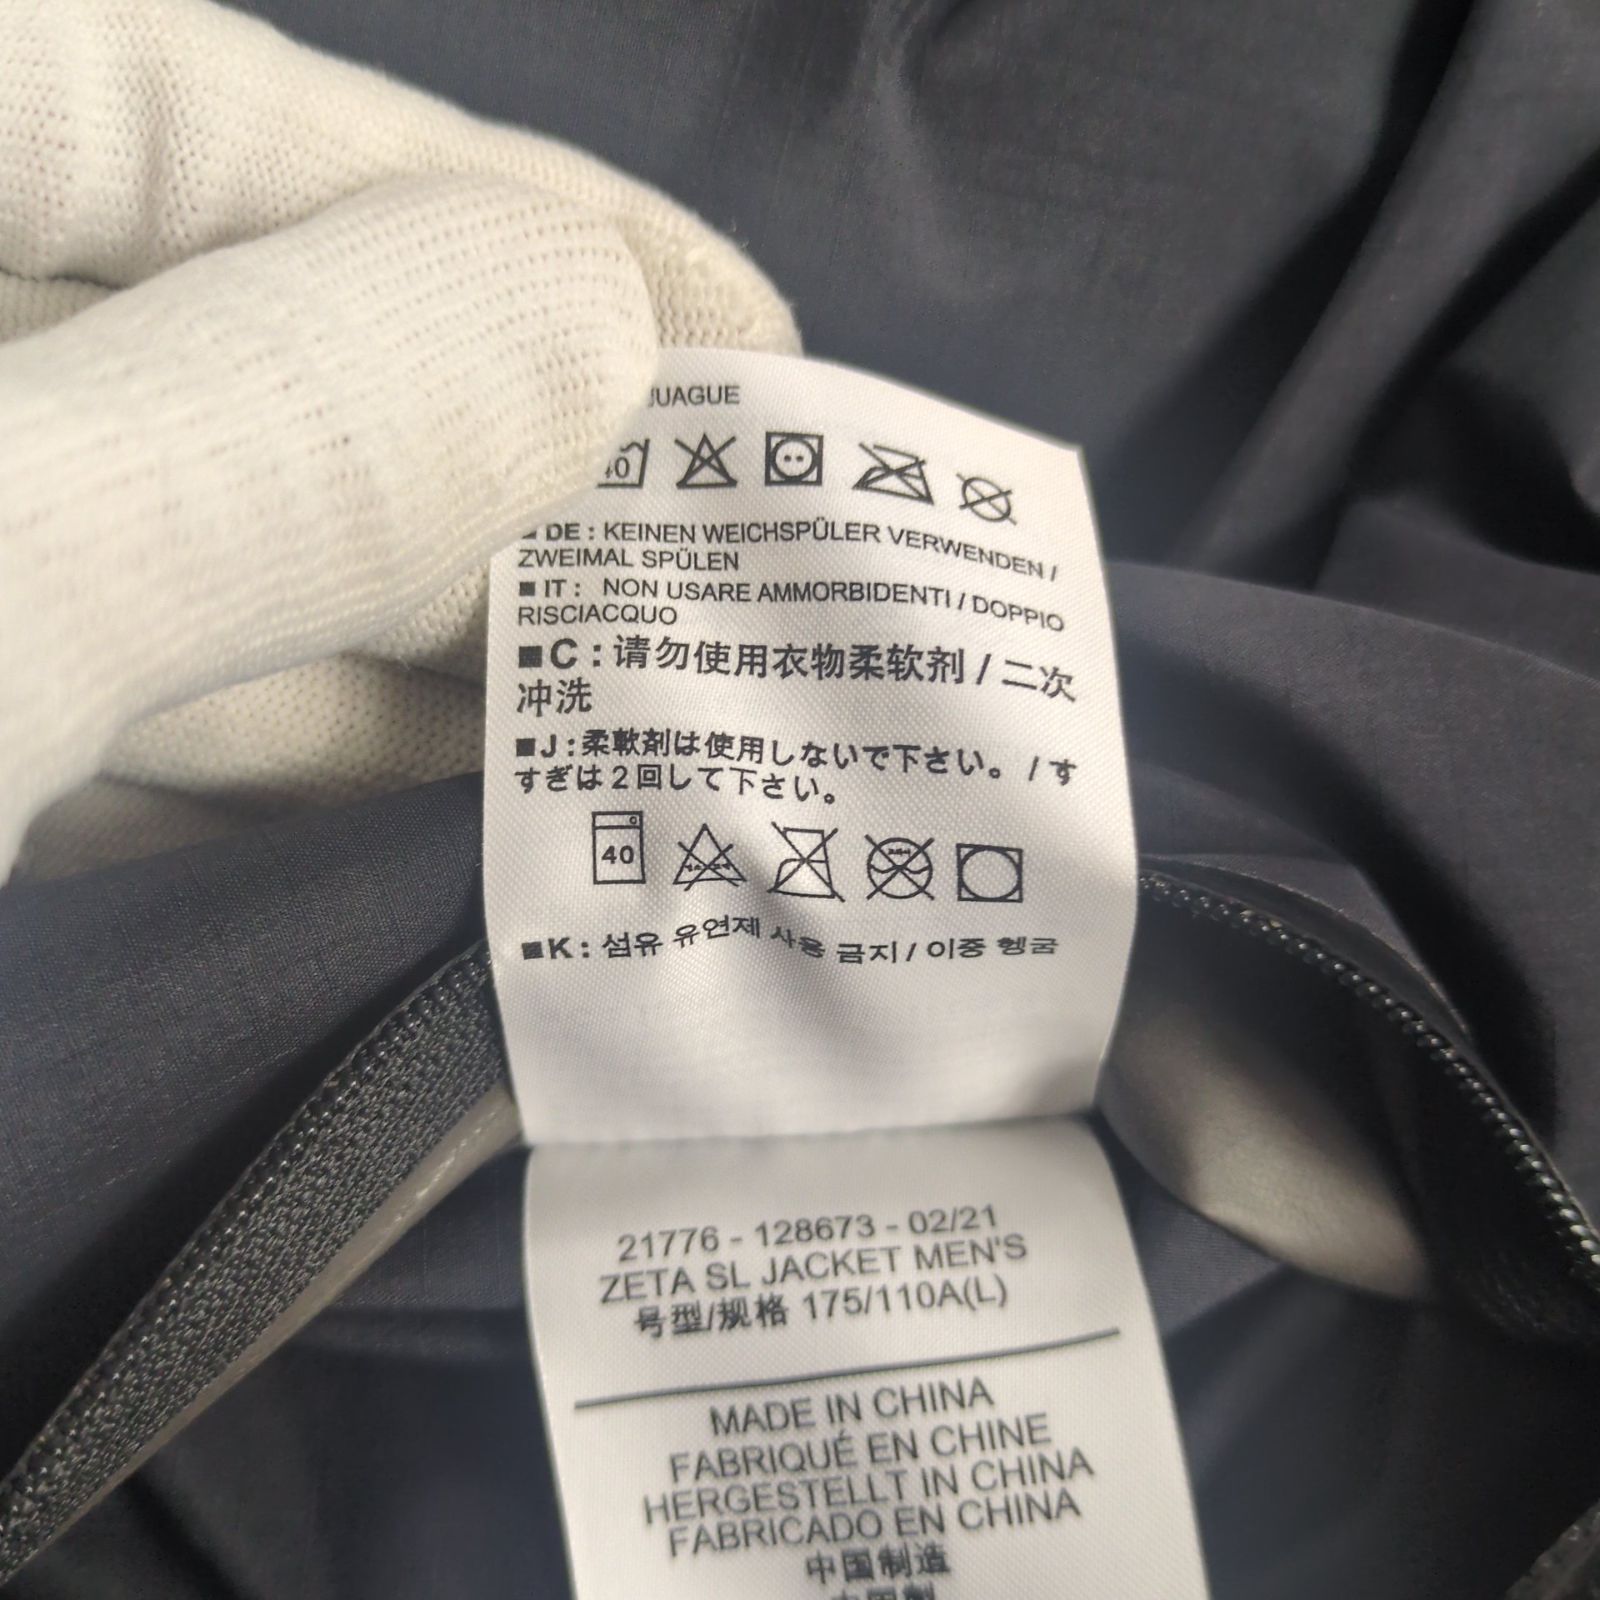 JUAGUE
40
■ DE : KEINEN WEICHSPÜLER VERWENDEN /
ZWEIMAL SPÜLEN
■ IT : NON USARE AMMORBIDENTI / DOPPIO
RISCIACQUO
■ C : 请勿使用衣物柔软剂 / 二次
冲洗
■ J : 柔軟剤は使用しないで下さい。 / す
すぎは2回して下さい。
40
■ K : 섬유 유연제 사용 금지 / 이중 헹굼
21776 - 128673 - 02/21
ZETA SL JACKET MEN'S
号型/规格 175/110A(L)
MADE IN CHINA
FABRIQUÉ EN CHINE
HERGESTELLT IN CHINA
FABRICADO EN CHINA
中国制造